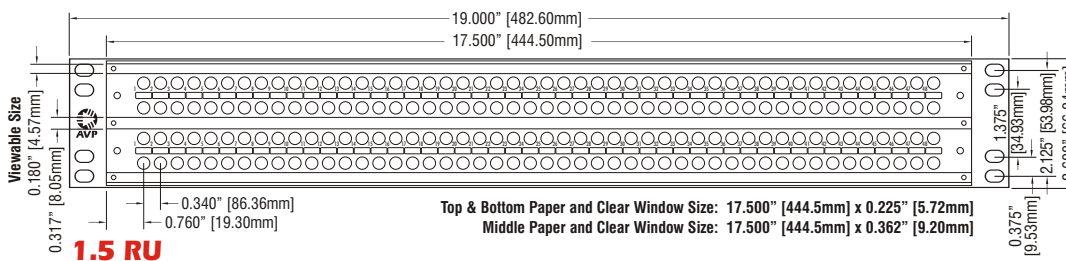 19.000" [482.60mm]
17.500" [444.50mm]
Viewable Size
0.180" [4.57mm]
0.317" [8.05mm]
AVP
1.375"
[34.93mm]
2.125" [53.98mm]
0.375"
[9.53mm]
0.340" [86.36mm]
0.760" [19.30mm]
Top & Bottom Paper and Clear Window Size: 17.500" [444.5mm] x 0.225" [5.72mm]
Middle Paper and Clear Window Size: 17.500" [444.5mm] x 0.362" [9.20mm]
1.5 RU